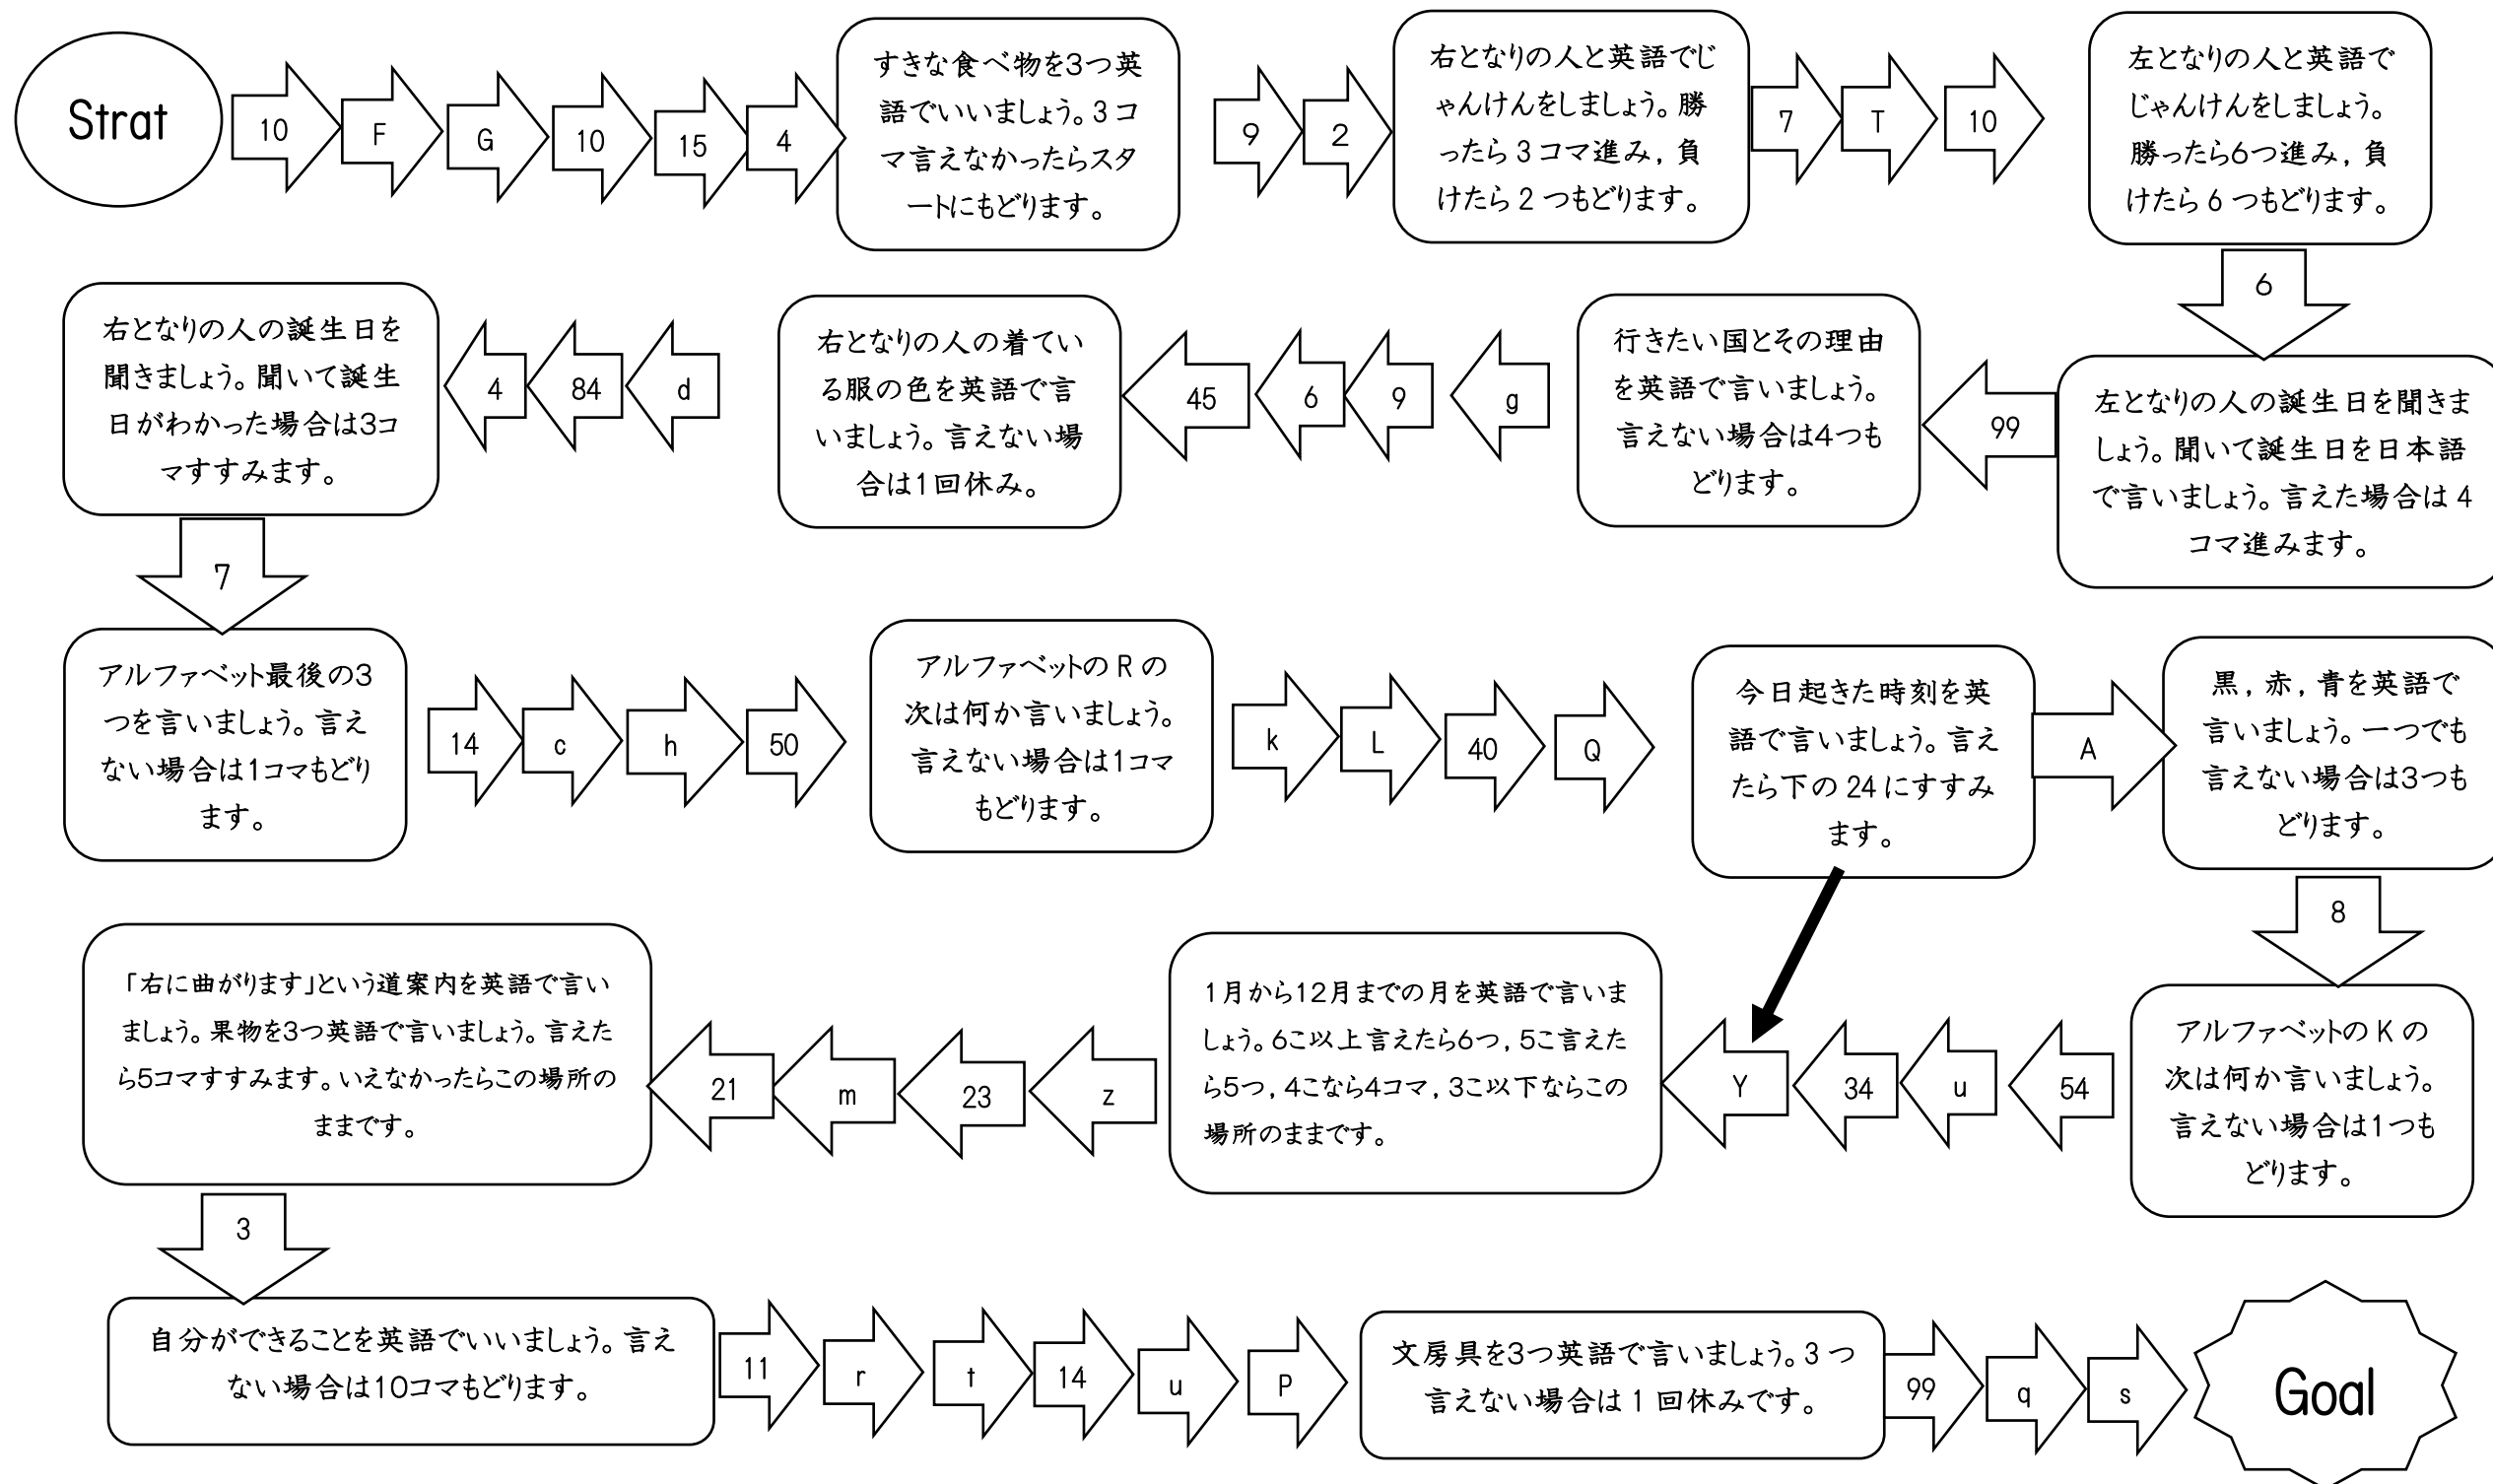 Strat
10
F
G
10
15
4
すきな食べ物を3つ英
語でいいましょう。3コ
マ言えなかったらスタ
ートにもどります。
9
2
右となりの人と英語でじ
ゃんけんをしましょう。勝
ったら3コマ進み,負
けたら2つもどります。
7
T
10
左となりの人と英語で
じゃんけんをしましょう。
勝ったら6つ進み,負
けたら6つもどります。
6
左となりの人の誕生日を聞きま
しょう。聞いて誕生日を日本語
で言いましょう。言えた場合は4
コマ進みます。
99
行きたい国とその理由
を英語で言いましょう。
言えない場合は4つも
どります。
g
9
6
45
右となりの人の着てい
る服の色を英語で言
いましょう。言えない場
合は1回休み。
d
84
4
右となりの人の誕生日を
聞きましょう。聞いて誕生
日がわかった場合は3コ
マすすみます。
7
アルファベット最後の3
つを言いましょう。言え
ない場合は1コマもどり
ます。
14
c
h
50
アルファベットのRの
次は何か言いましょう。
言えない場合は1コマ
もどります。
k
L
40
Q
今日起きた時刻を英
語で言いましょう。言え
たら下の24にすすみ
ます。
A
黒,赤,青を英語で
言いましょう。一つでも
言えない場合は3つも
どります。
8
アルファベットのKの
次は何か言いましょう。
言えない場合は1つも
どります。
54
u
34
Y
1月から12月までの月を英語で言いま
しょう。6こ以上言えたら6つ,5こ言えた
ら5つ,4こなら4コマ,3こ以下ならこの
場所のままです。
z
23
m
21
「右に曲がります」という道案内を英語で言い
ましょう。果物を3つ英語で言いましょう。言えた
ら5コマすすみます。いえなかったらこの場所の
ままです。
3
自分ができることを英語でいいましょう。言え
ない場合は10コマもどります。
11
r
t
14
u
P
文房具を3つ英語で言いましょう。3つ
言えない場合は1回休みです。
99
q
s
Goal